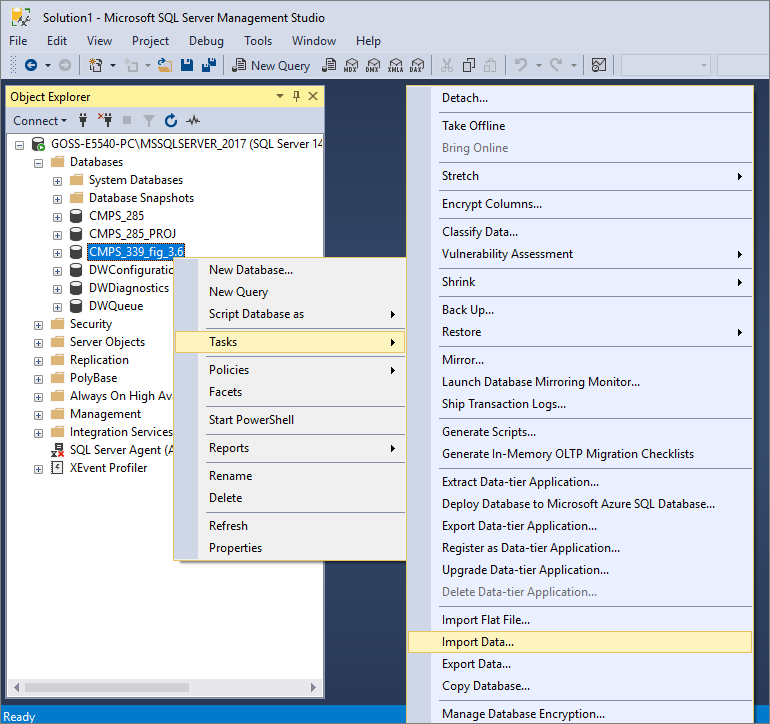 Solution1 - Microsoft SQL Server Management Studio
File Edit View Project Debug Tools Window Help
New Query MDX DMX XMLA DAX
Object Explorer
Connect
GOSS-E5540-PC\MSSQLSERVER_2017 (SQL Server 14
Databases
System Databases
Database Snapshots
CMPS_285
CMPS_285_PROJ
CMPS_339_fig_3.6
DWConfiguratio
DWDiagnostics
DWQueue
Security
Server Objects
Replication
PolyBase
Always On High Ava
Management
Integration Services
SQL Server Agent (A
XEvent Profiler
New Database...
New Query
Script Database as
Tasks
Policies
Facets
Start PowerShell
Reports
Rename
Delete
Refresh
Properties
Detach...
Take Offline
Bring Online
Stretch
Encrypt Columns...
Classify Data...
Vulnerability Assessment
Shrink
Back Up...
Restore
Mirror...
Launch Database Mirroring Monitor...
Ship Transaction Logs...
Generate Scripts...
Generate In-Memory OLTP Migration Checklists
Extract Data-tier Application...
Deploy Database to Microsoft Azure SQL Database...
Export Data-tier Application...
Register as Data-tier Application...
Upgrade Data-tier Application...
Delete Data-tier Application...
Import Flat File...
Import Data...
Export Data...
Copy Database...
Manage Database Encryption...
Ready